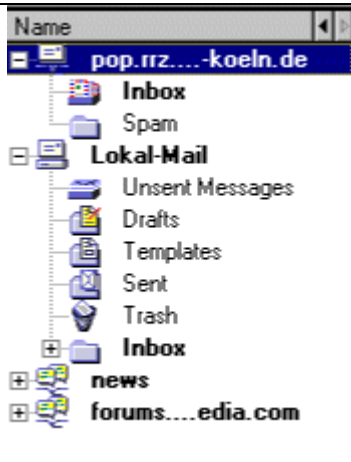 Name
pop.rrz....-koeln.de
Inbox
Spam
Lokal-Mail
Unsent Messages
Drafts
Templates
Sent
Trash
Inbox
news
forums....edia.com